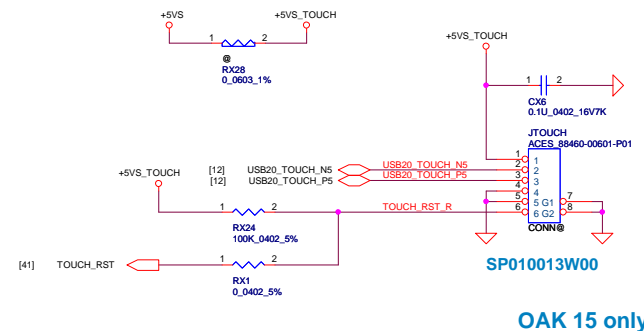 +5VS +5VS_TOUCH
1 2
@
RX28
0_0603_1%
+5VS_TOUCH
1 2
CX6
0.1U_0402_16V7K
JTOUCH
ACES_88460-00601-P01
+5VS_TOUCH
[12] USB20_TOUCH_N5 USB20_TOUCH_N5
[12] USB20_TOUCH_P5 USB20_TOUCH_P5
1 1
2 2
3 3
4 4
5 5 G1 7
6 6 G2 8
CONN@
1 2 TOUCH_RST_R
RX24
100K_0402_5%
[41] TOUCH_RST 1 2
RX1
0_0402_5%
SP010013W00
OAK 15 only